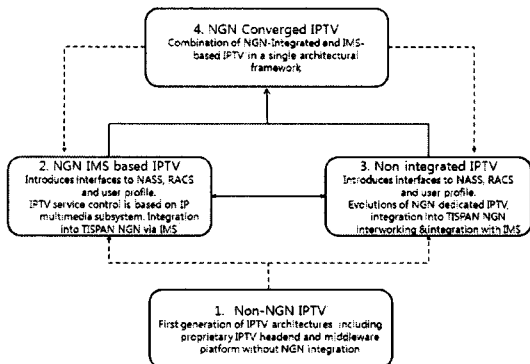 4. NGN Converged IPTV
Combination of NGN-Integrated and IMS-
based IPTV in a single architectural
framework
2. NGN IMS based IPTV
Introduces interfaces to NASS, RACS
and user profile.
IPTV service control is based on IP
multimedia subsystem. Integration
into TISPAN NGN via IMS
3. Non integrated IPTV
Introduces interfaces to NASS, RACS
and user profile.
Evolutions of NGN dedicated IPTV,
integration into TISPAN NGN
interworking &integration with IMS
1. Non-NGN IPTV
First generation of IPTV architectures including
proprietary IPTV headend and middleware
platform without NGN integration